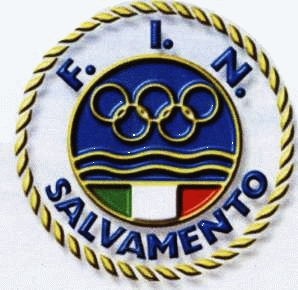 F. I. N.
SALVAMENTO